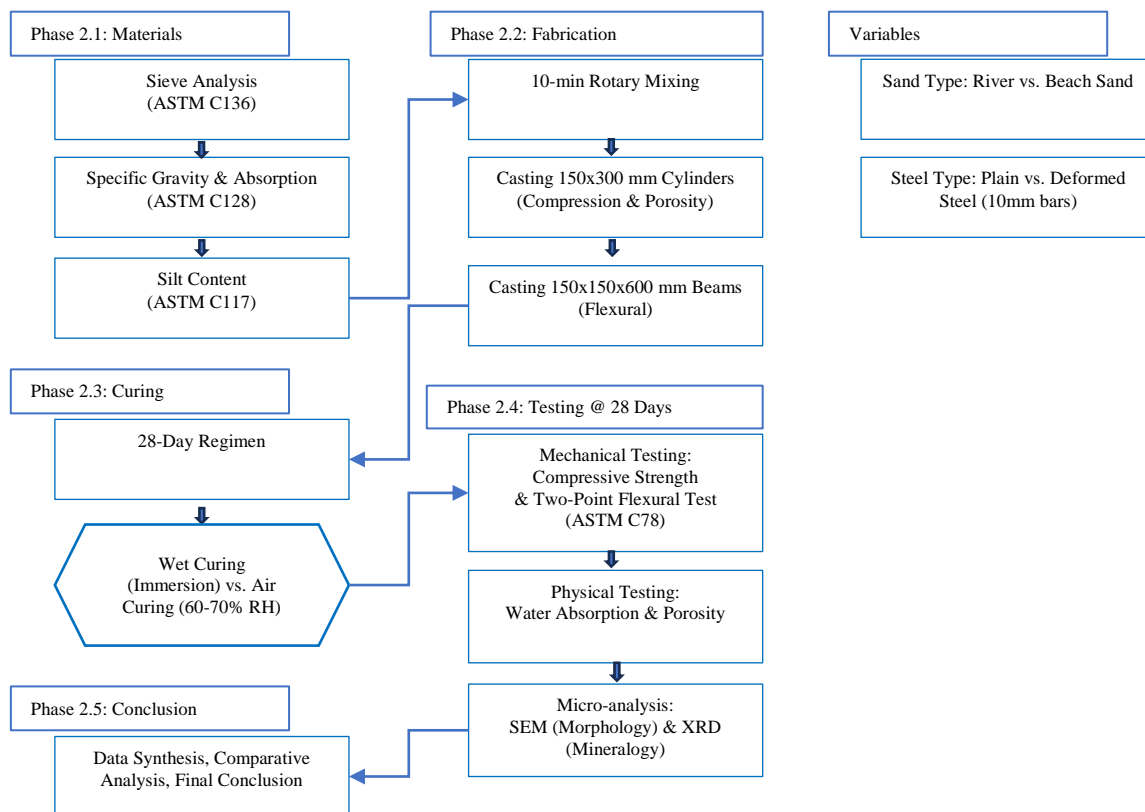 Phase 2.1: Materials
Sieve Analysis
(ASTM C136)
Specific Gravity & Absorption
(ASTM C128)
Silt Content
(ASTM C117)
Phase 2.2: Fabrication
10-min Rotary Mixing
Casting 150x300 mm Cylinders
(Compression & Porosity)
Casting 150x150x600 mm Beams
(Flexural)
Variables
Sand Type: River vs. Beach Sand
Steel Type: Plain vs. Deformed
Steel (10mm bars)
Phase 2.3: Curing
28-Day Regimen
Wet Curing
(Immersion) vs. Air
Curing (60-70% RH)
Phase 2.4: Testing @ 28 Days
Mechanical Testing:
Compressive Strength
& Two-Point Flexural Test
(ASTM C78)
Physical Testing:
Water Absorption & Porosity
Micro-analysis:
SEM (Morphology) & XRD
(Mineralogy)
Phase 2.5: Conclusion
Data Synthesis, Comparative
Analysis, Final Conclusion